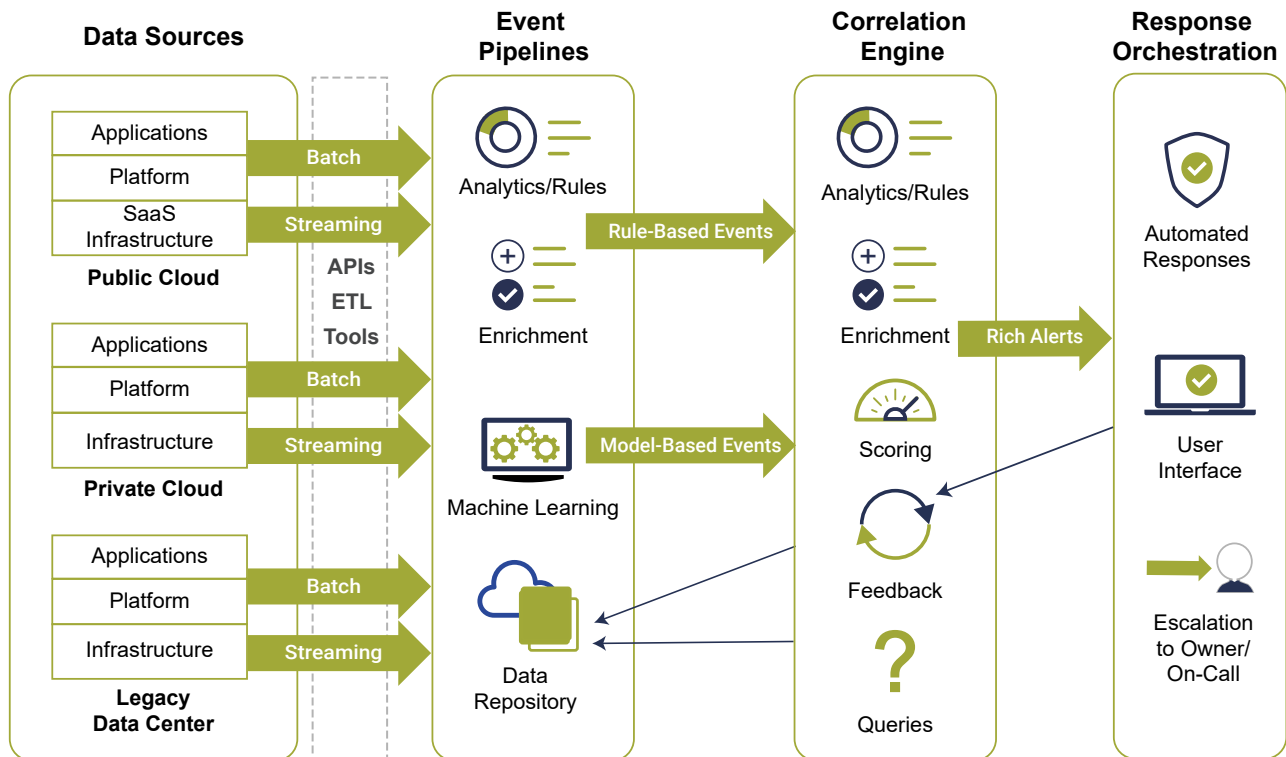 Data Sources
Event
Pipelines
Correlation
Engine
Response
Orchestration
Applications
Platform
SaaS
Infrastructure
Public Cloud
Batch
Streaming
Applications
Platform
Infrastructure
Private Cloud
Batch
Streaming
Applications
Platform
Infrastructure
Legacy
Data Center
Batch
Streaming
APIs
ETL
Tools
Analytics/Rules
Enrichment
Machine Learning
Data
Repository
Rule-Based Events
Model-Based Events
Analytics/Rules
Enrichment
Scoring
Feedback
?
Queries
Rich Alerts
Automated
Responses
User
Interface
Escalation
to Owner/
On-Call